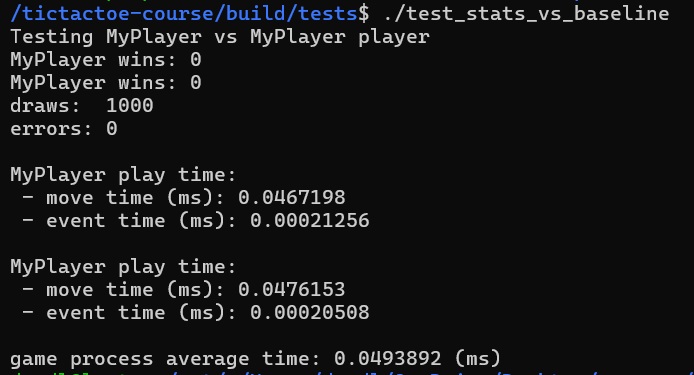 /tictactoe-course/build/tests$ ./test_stats_vs_baseline
Testing MyPlayer vs MyPlayer player
MyPlayer wins: 0
MyPlayer wins: 0
draws:  1000
errors: 0
MyPlayer play time:
 - move time (ms): 0.0467198
 - event time (ms): 0.00021256
MyPlayer play time:
 - move time (ms): 0.0476153
 - event time (ms): 0.00020508
game process average time: 0.0493892 (ms)